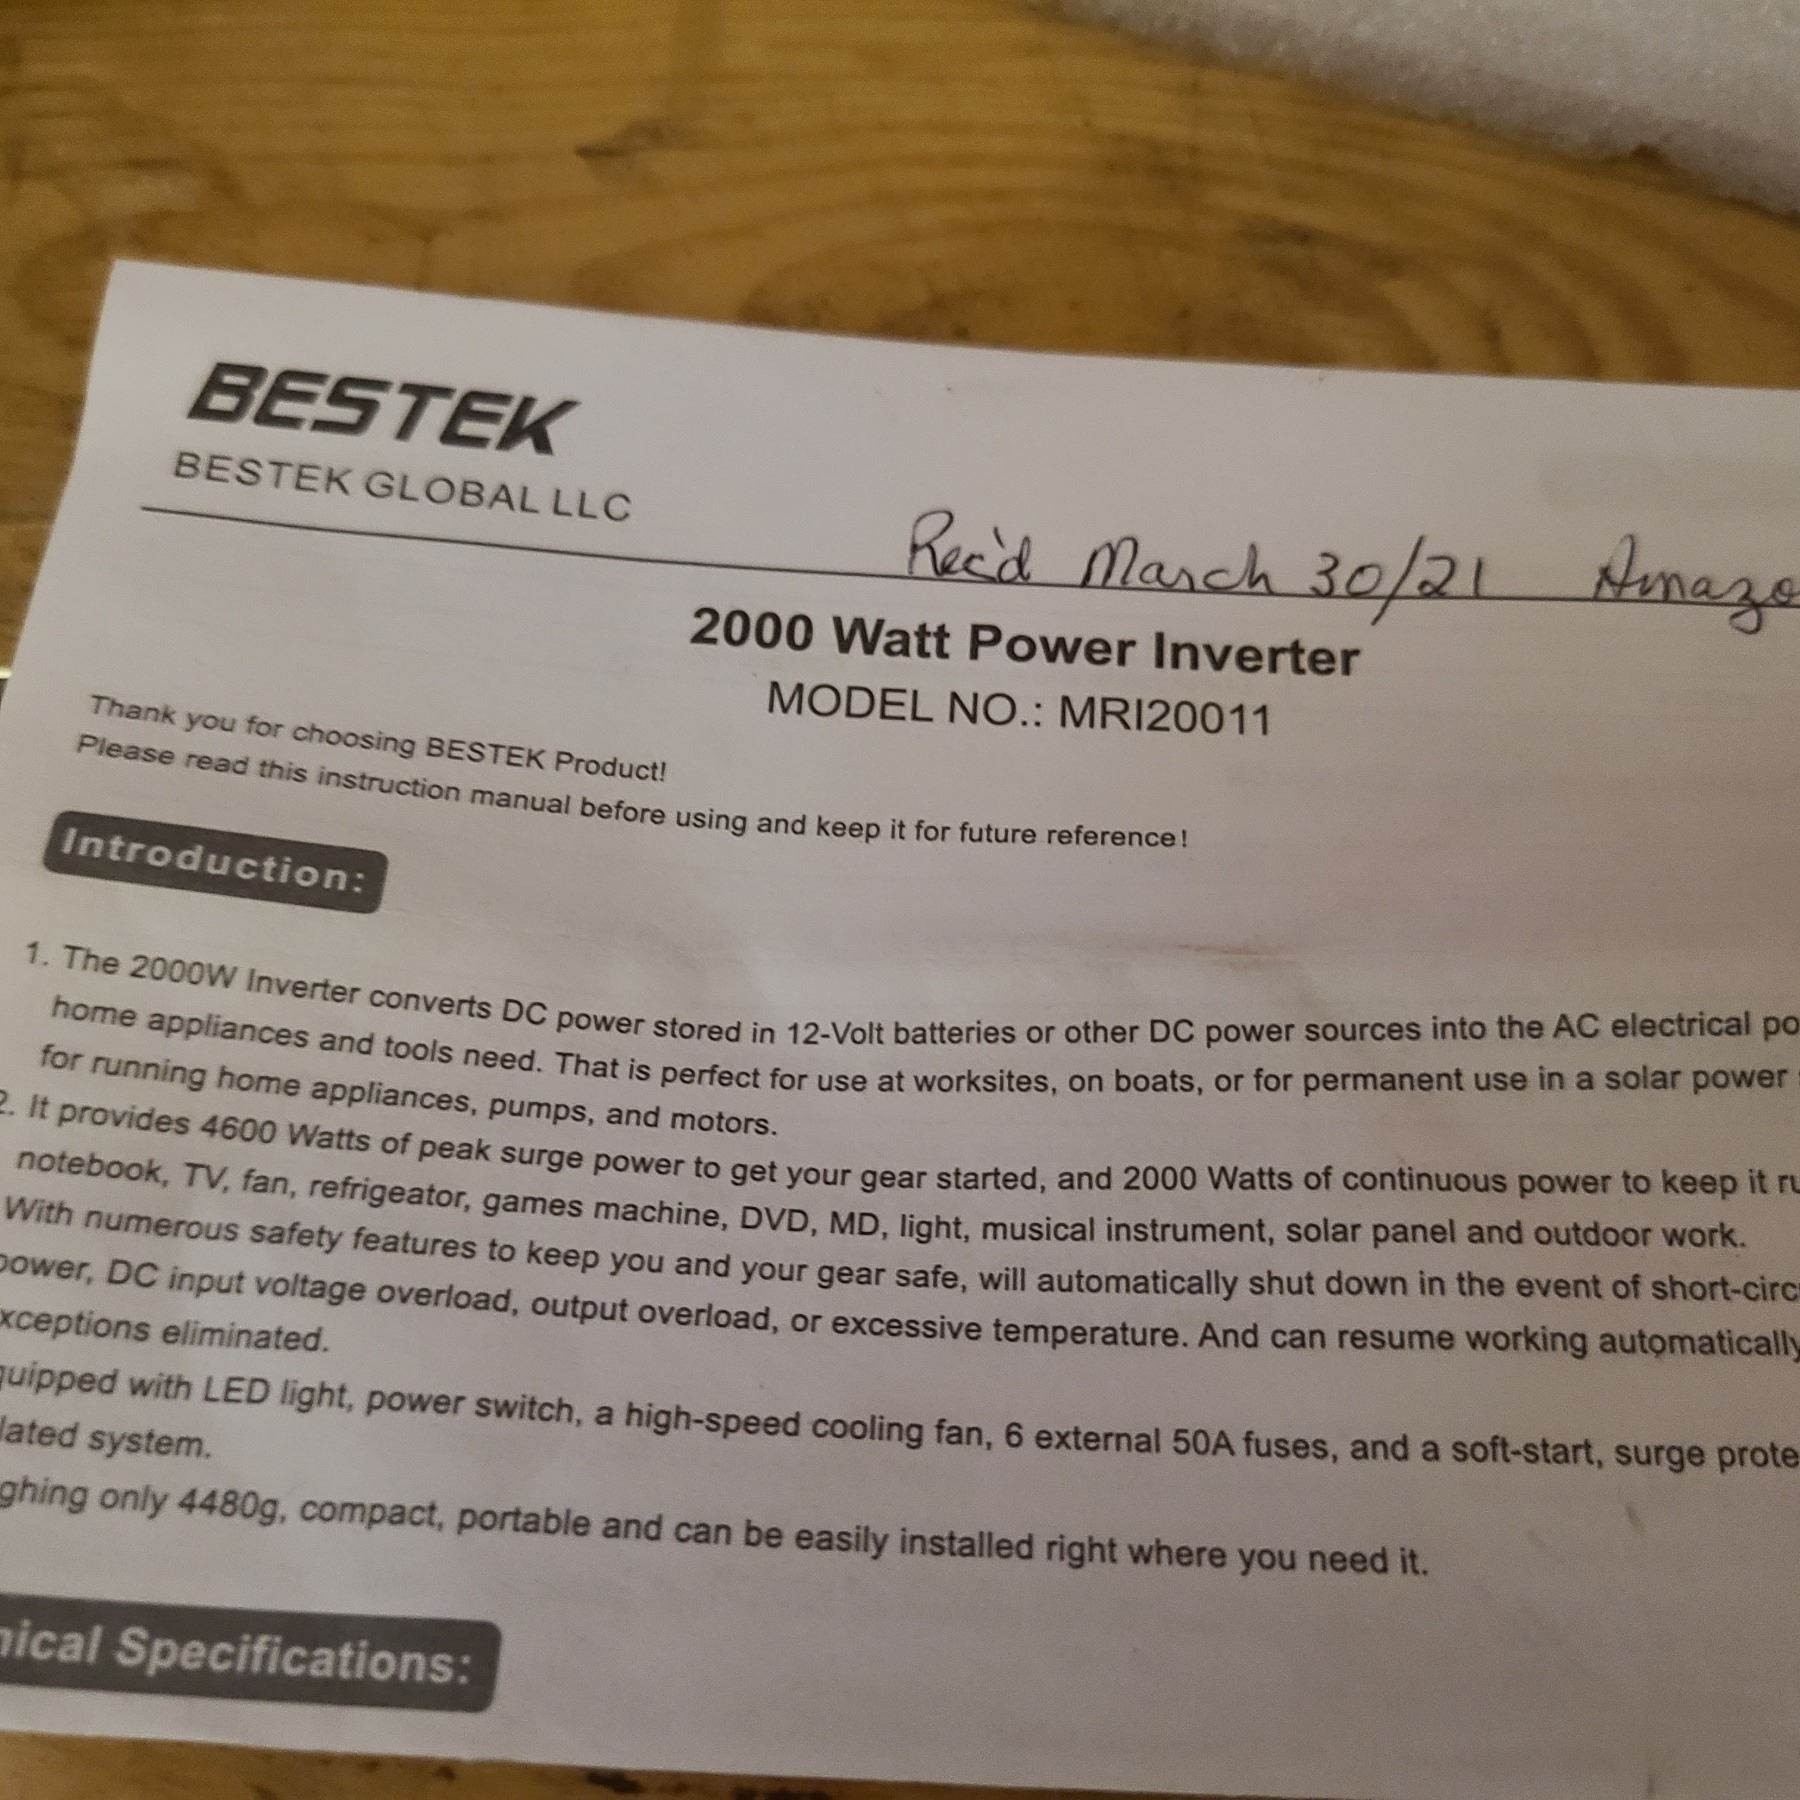 BESTEK
BESTEK GLOBAL LLC
Rec'd March 30/21 Amazo
2000 Watt Power Inverter
MODEL NO.: MRI20011
Thank you for choosing BESTEK Product!
Please read this instruction manual before using and keep it for future reference!
Introduction:
1. The 2000W Inverter converts DC power stored in 12-Volt batteries or other DC power sources into the AC electrical po
home appliances and tools need. That is perfect for use at worksites, on boats, or for permanent use in a solar power
for running home appliances, pumps, and motors.
2. It provides 4600 Watts of peak surge power to get your gear started, and 2000 Watts of continuous power to keep it ru
notebook, TV, fan, refrigeator, games machine, DVD, MD, light, musical instrument, solar panel and outdoor work.
With numerous safety features to keep you and your gear safe, will automatically shut down in the event of short-circ
power, DC input voltage overload, output overload, or excessive temperature. And can resume working automatically
xceptions eliminated.
quipped with LED light, power switch, a high-speed cooling fan, 6 external 50A fuses, and a soft-start, surge prote
lated system.
ghing only 4480g, compact, portable and can be easily installed right where you need it.
nical Specifications: